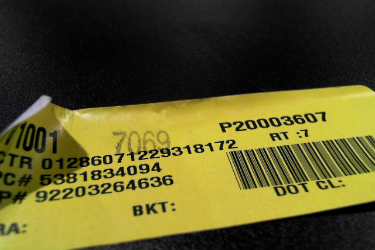 1001
7069
P20003607
RT :7
CTR 01286071229318172
PC# 5381834094
P# 92203264636
BKT:
DOT CL:
RA: